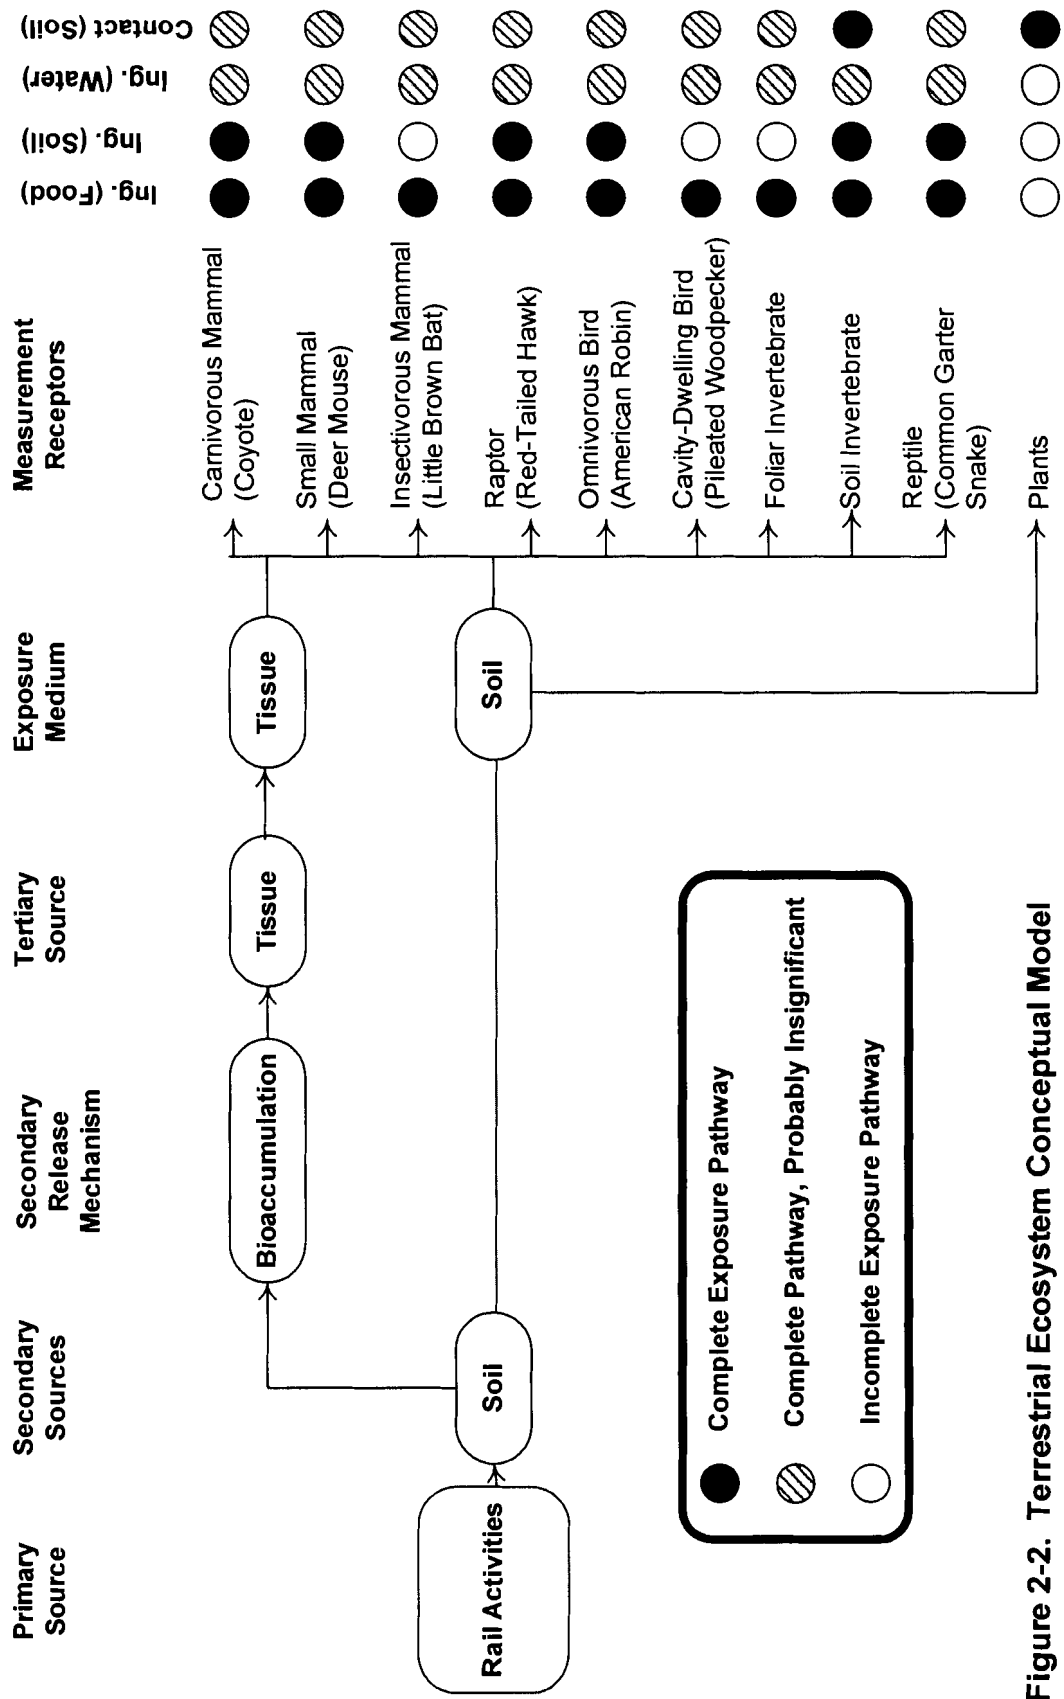 Primary
Source
Secondary
Sources
Secondary
Release
Mechanism
Tertiary
Source
Exposure
Medium
Measurement
Receptors
Ing. (Food)
Ing. (Soil)
Ing. (Water)
Contact (Soil)
Rail Activities
Soil
Bioaccumulation
Tissue
Tissue
Soil
Carnivorous Mammal
(Coyote)
Small Mammal
(Deer Mouse)
Insectivorous Mammal
(Little Brown Bat)
Raptor
(Red-Tailed Hawk)
Omnivorous Bird
(American Robin)
Cavity-Dwelling Bird
(Pileated Woodpecker)
Foliar Invertebrate
Soil Invertebrate
Reptile
(Common Garter
Snake)
Plants
Complete Exposure Pathway
Complete Pathway, Probably Insignificant
Incomplete Exposure Pathway
Figure 2-2. Terrestrial Ecosystem Conceptual Model